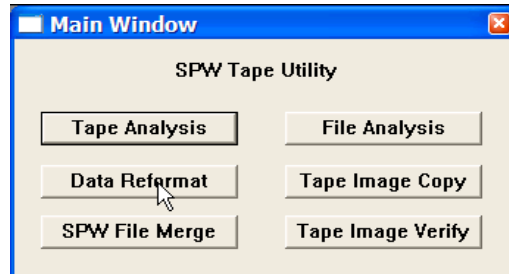 Main Window
SPW Tape Utility
Tape Analysis File Analysis
Data Reformat Tape Image Copy
SPW File Merge Tape Image Verify